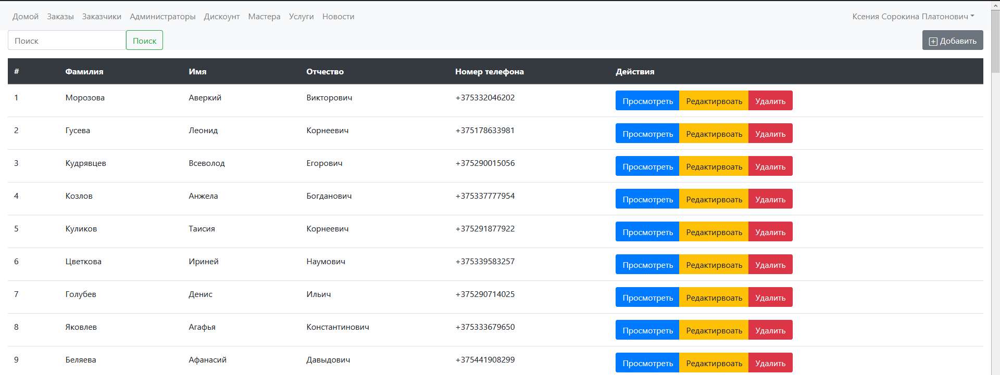 Домой Заказы Заказчики Администраторы Дискоунт Мастера Услуги Новости Ксения Сорокина Платонович
Поиск Поиск Добавить
# Фамилия Имя Отчество Номер телефона Действия
1 Морозова Аверкий Викторович +375332046202 Просмотреть Редактирвоать Удалить
2 Гусева Леонид Корнеевич +375178633981 Просмотреть Редактирвоать Удалить
3 Кудрявцев Всеволод Егорович +375290015056 Просмотреть Редактирвоать Удалить
4 Козлов Анжела Богданович +375337777954 Просмотреть Редактирвоать Удалить
5 Куликов Таисия Корнеевич +375291877922 Просмотреть Редактирвоать Удалить
6 Цветкова Ириней Наумович +375339583257 Просмотреть Редактирвоать Удалить
7 Голубев Денис Ильич +375290714025 Просмотреть Редактирвоать Удалить
8 Яковлев Агафья Константинович +375333679650 Просмотреть Редактирвоать Удалить
9 Беляева Афанасий Давыдович +375441908299 Просмотреть Редактирвоать Удалить